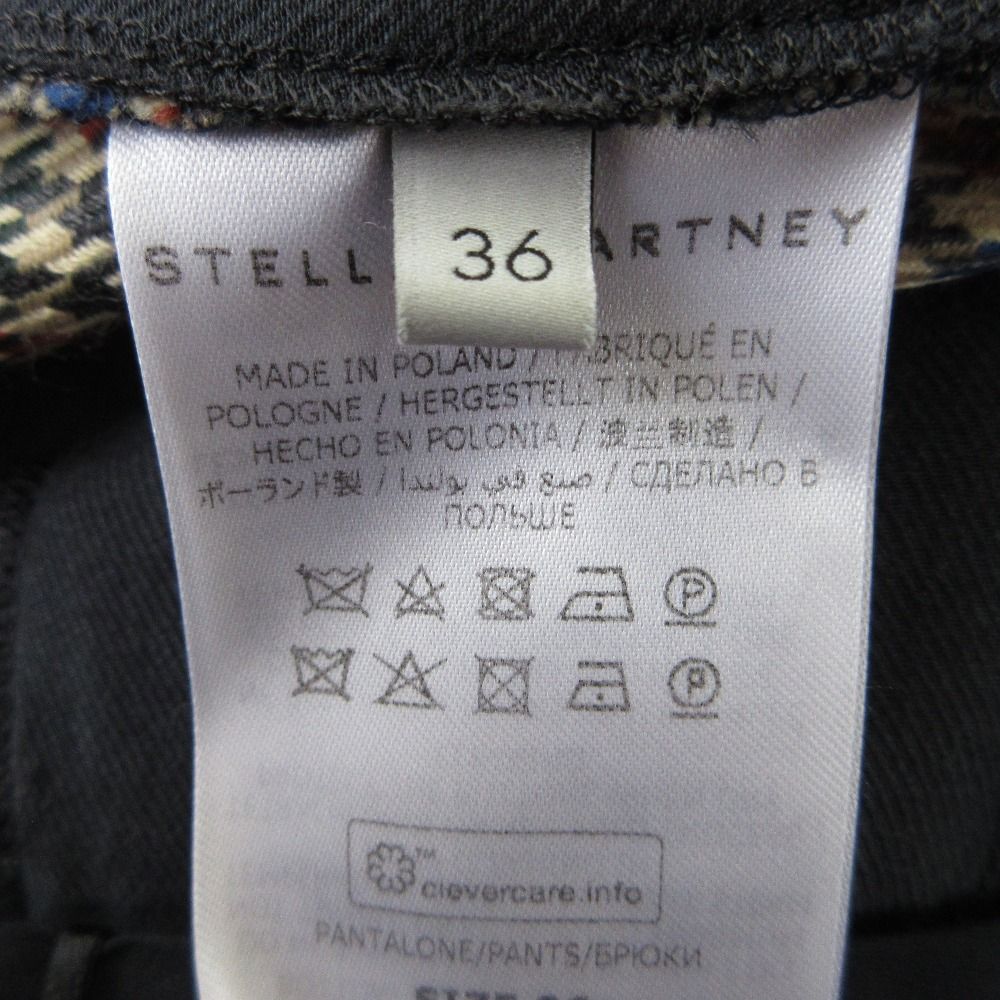 36
STELL ARTNEY
MADE IN POLAND / FABRIQUÉ EN
POLOGNE / HERGESTELLT IN POLEN /
HECHO EN POLONIA / 波兰制造 /
ポーランド製 / صنع في بولندا / СДЕЛАНО В
ПОЛЬШЕ
P
P
™
clevercare.info
PANTALONE/PANTS/БРЮКИ